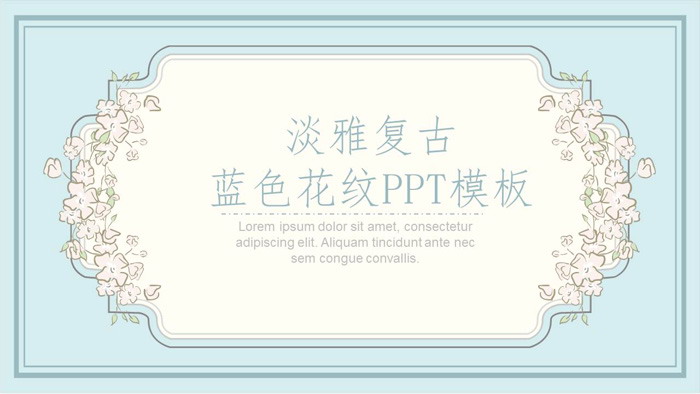 淡雅复古
蓝色花纹PPT模板
Lorem ipsum dolor sit amet, consectetur
adipiscing elit. Aliquam tincidunt ante nec
sem congue convallis.